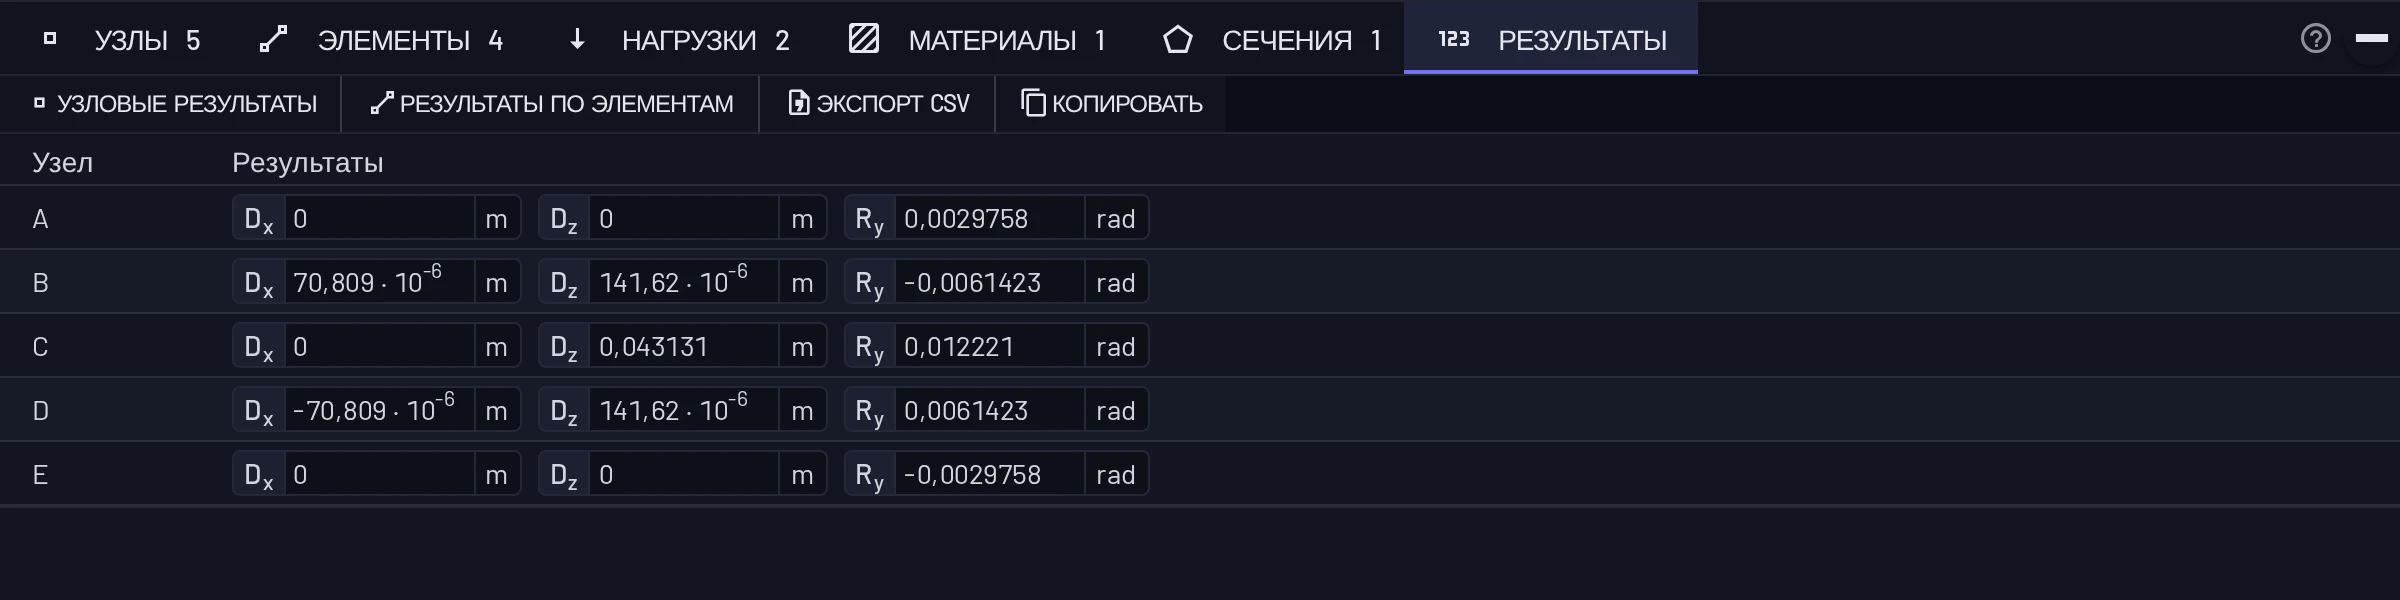 УЗЛЫ 5 ЭЛЕМЕНТЫ 4 НАГРУЗКИ 2 МАТЕРИАЛЫ 1 СЕЧЕНИЯ 1 123 РЕЗУЛЬТАТЫ ?
УЗЛОВЫЕ РЕЗУЛЬТАТЫ РЕЗУЛЬТАТЫ ПО ЭЛЕМЕНТАМ ЭКСПОРТ CSV КОПИРОВАТЬ
Узел Результаты
A Dx 0 m Dz 0 m Ry 0,0029758 rad
B Dx 70,809 · 10⁻⁶ m Dz 141,62 · 10⁻⁶ m Ry -0,0061423 rad
C Dx 0 m Dz 0,043131 m Ry 0,012221 rad
D Dx -70,809 · 10⁻⁶ m Dz 141,62 · 10⁻⁶ m Ry 0,0061423 rad
E Dx 0 m Dz 0 m Ry -0,0029758 rad